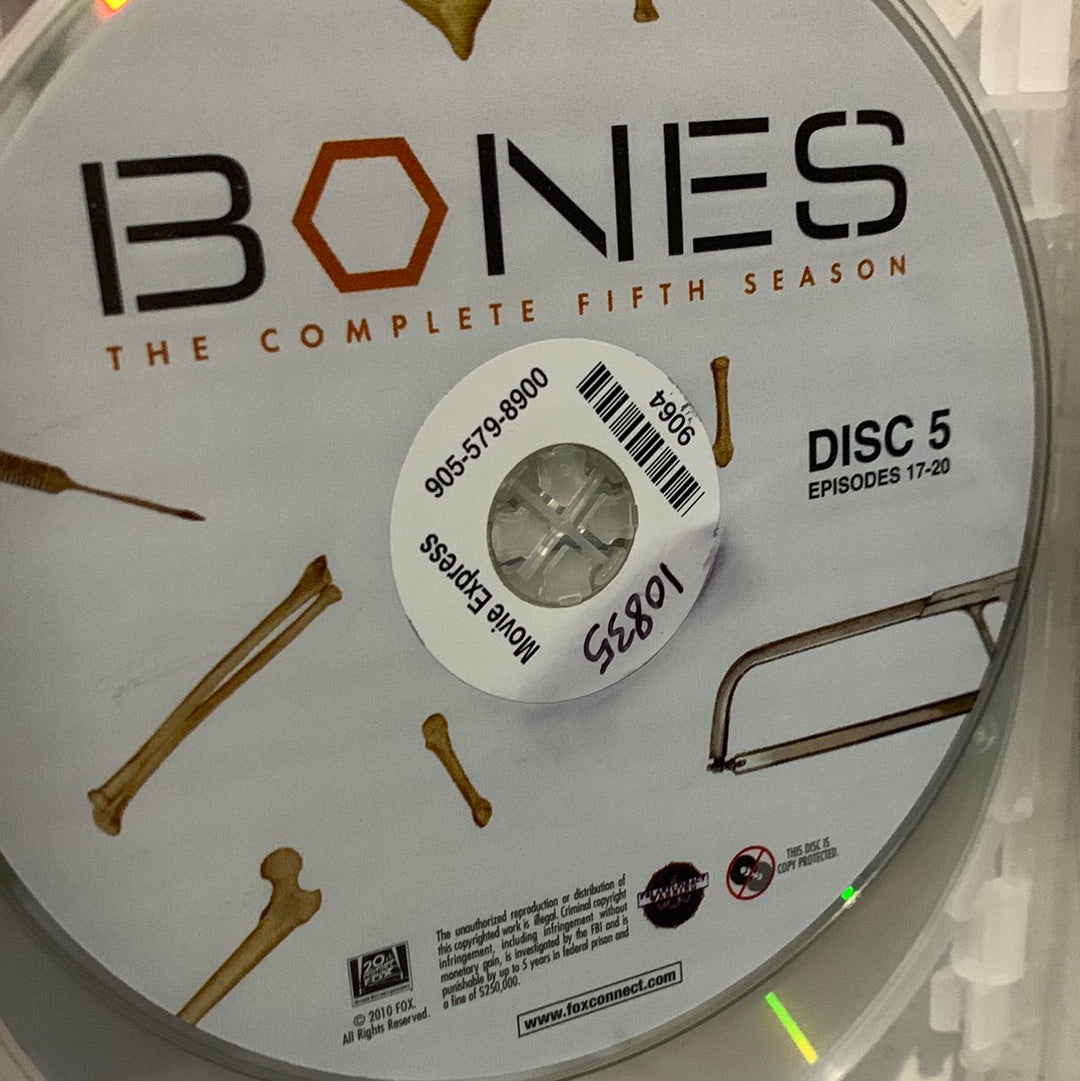 BONES
THE COMPLETE FIFTH SEASON
905-579-8900
9064
Movie Express
10835
DISC 5
EPISODES 17-20
THIS DISC IS
COPY PROTECTED.
The unauthorized reproduction or distribution of
this copyrighted work is illegal. Criminal copyright
infringement, including infringement without
monetary gain, is investigated by the FBI and is
punishable by up to 5 years in federal prison and
a fine of $250,000.
20th
CENTURY
FOX
© 2010 FOX.
All Rights Reserved.
www.foxconnect.com